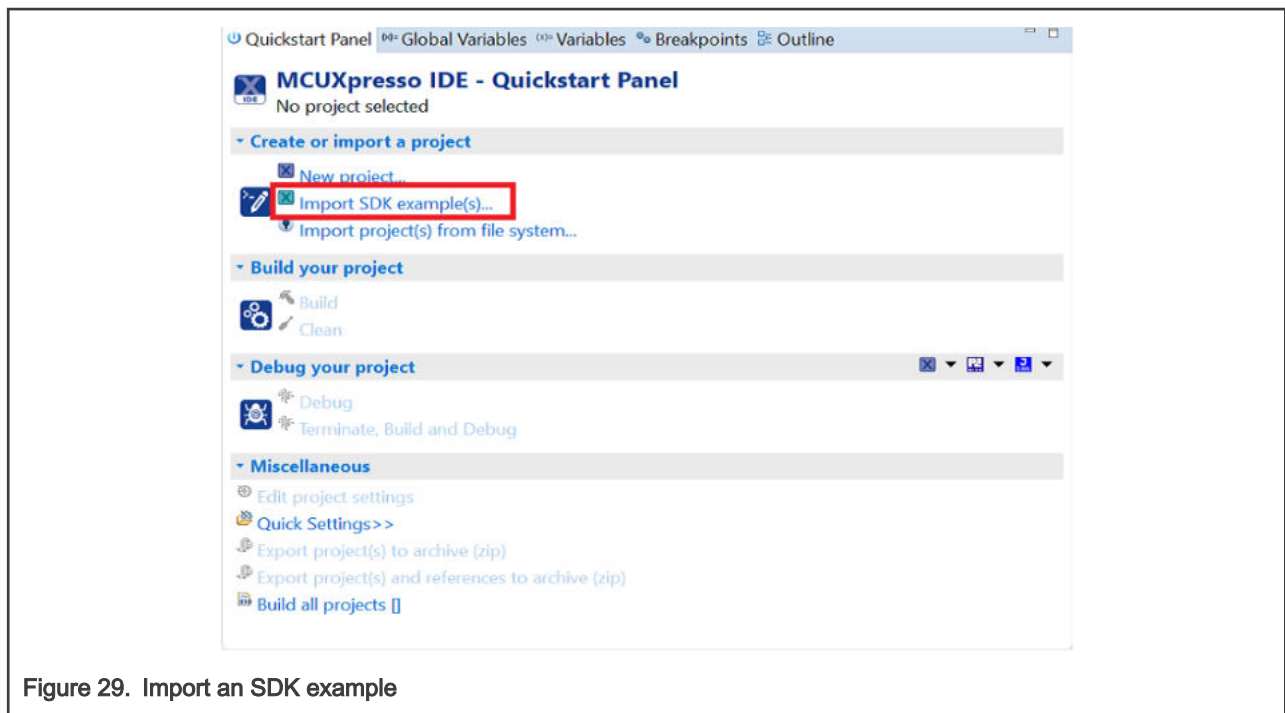 Quickstart Panel Global Variables Variables Breakpoints Outline
MCUXpresso IDE - Quickstart Panel
No project selected
Create or import a project
New project...
Import SDK example(s)...
Import project(s) from file system...
Build your project
Build
Clean
Debug your project
Debug
Terminate, Build and Debug
Miscellaneous
Edit project settings
Quick Settings>>
Export project(s) to archive (zip)
Export project(s) and references to archive (zip)
Build all projects []
Figure 29. Import an SDK example